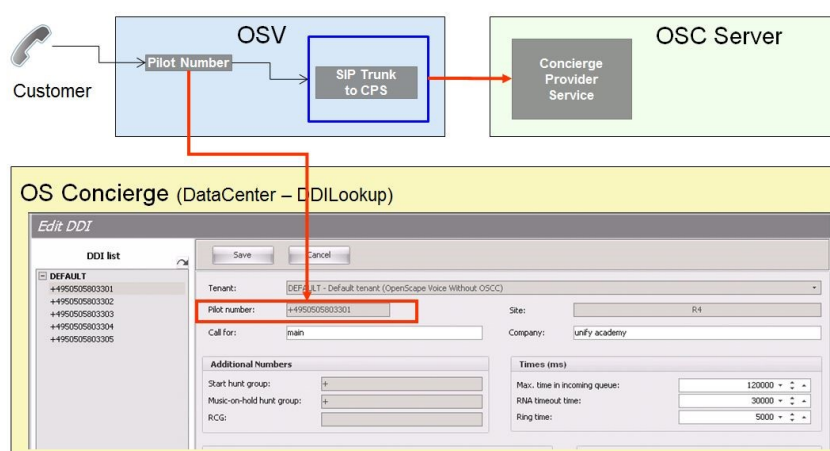 OSV
OSC Server
Customer
Pilot Number
SIP Trunk
to CPS
Concierge
Provider
Service
OS Concierge (DataCenter – DDILookup)
Edit DDI
DDI list
Save
Cancel
DEFAULT
+4950505803301
+4950505803302
+4950505803303
+4950505803304
+4950505803305
Tenant:
DEFAULT - Default tenant (OpenScape Voice Without OSCC)
Pilot number:
+4950505803301
Site:
R4
Call for:
main
Company:
unify academy
Additional Numbers
Times (ms)
Start hunt group:
+
Max. time in incoming queue:
120000
Music-on-hold hunt group:
+
RNA timeout time:
30000
RCG:
Ring time:
5000